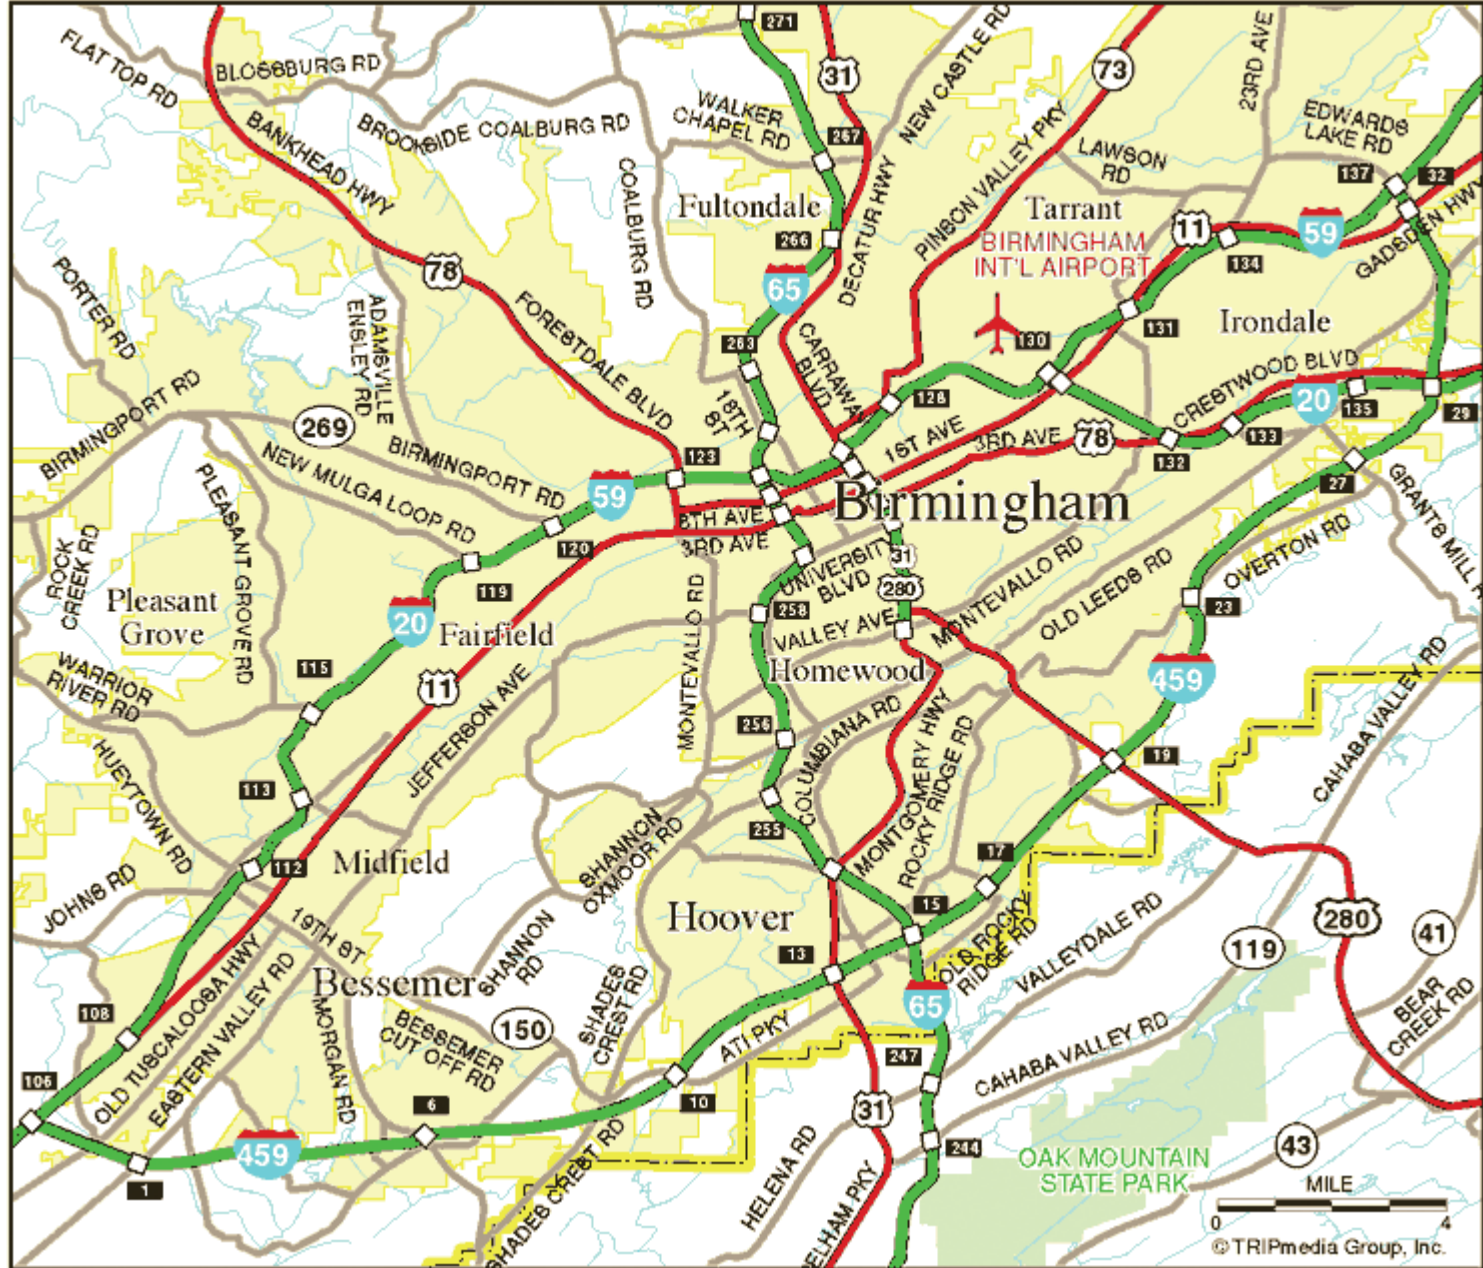 271
31
NEW CASTLE RD
73
23RD AVE
FLAT TOP RD
BLOSSBURG RD
BANKHEAD HWY
BROOKSIDE COALBURG RD
WALKER
CHAPEL RD
267
PINSON VALLEY PKY
LAWSON
RD
EDWARDS
LAKE RD
137
32
COALBURG RD
Fultondale
266
DECATUR HWY
Tarrant
BIRMINGHAM
INT'L AIRPORT
11
59
134
GADSDEN HWY
PORTER RD
78
65
ADAMSVILLE
ENSLEY RD
FORESTDALE BLVD
263
CARRAWAY
BLVD
130
131
Irondale
CRESTWOOD BLVD
BIRMINGPORT RD
269
18TH
ST
128
20
135
29
1ST AVE
3RD AVE
78
132
133
BIRMINGPORT RD
NEW MULGA LOOP RD
PLEASANT GROVE RD
123
59
27
GRANTS MILL
Birmingham
8TH AVE
3RD AVE
120
ROCK
CREEK RD
UNIVERSITY
BLVD
31
280
MONTEVALLO RD
OLD LEEDS RD
OVERTON RD
23
Pleasant
Grove
119
20
Fairfield
MONTEVALLO RD
258
VALLEY AVE
Homewood
459
WARRIOR
RIVER RD
115
11
JEFFERSON AVE
256
COLUMBIANA RD
MONTGOMERY HWY
ROCKY RIDGE RD
19
CAHABA VALLEY RD
HUEYTOWN RD
113
255
SHANNON
OXMOOR RD
17
JOHNS RD
112
Midfield
Hoover
15
13
OLD ROCKY
RIDGE RD
VALLEYDALE RD
280
119
41
19TH ST
Bessemer
SHANNON
RD
SHADES
CREST RD
65
BEAR
CREEK RD
108
OLD TUSCALOOSA HWY
EASTERN VALLEY RD
MORGAN RD
BESSEMER
CUT OFF RD
150
ATI PKY
247
CAHABA VALLEY RD
106
6
10
31
244
43
459
1
SHADES CREST RD
HELENA RD
PELHAM PKY
OAK MOUNTAIN
STATE PARK
MILE
0 4
© TRIPmedia Group, Inc.